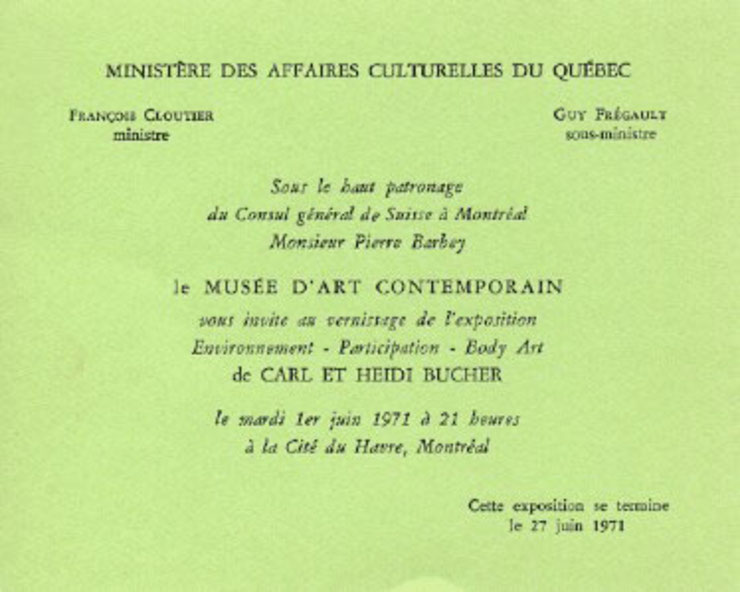 MINISTÈRE DES AFFAIRES CULTURELLES DU QUÉBEC
FRANÇOIS CLOUTIER
ministre
GUY FRÉGAULT
sous-ministre
Sous le haut patronage
du Consul général de Suisse à Montréal
Monsieur Pierre Barbey
le MUSÉE D'ART CONTEMPORAIN
vous invite au vernissage de l'exposition
Environnement - Participation - Body Art
de CARL ET HEIDI BUCHER
le mardi 1er juin 1971 à 21 heures
à la Cité du Havre, Montréal
Cette exposition se termine
le 27 juin 1971